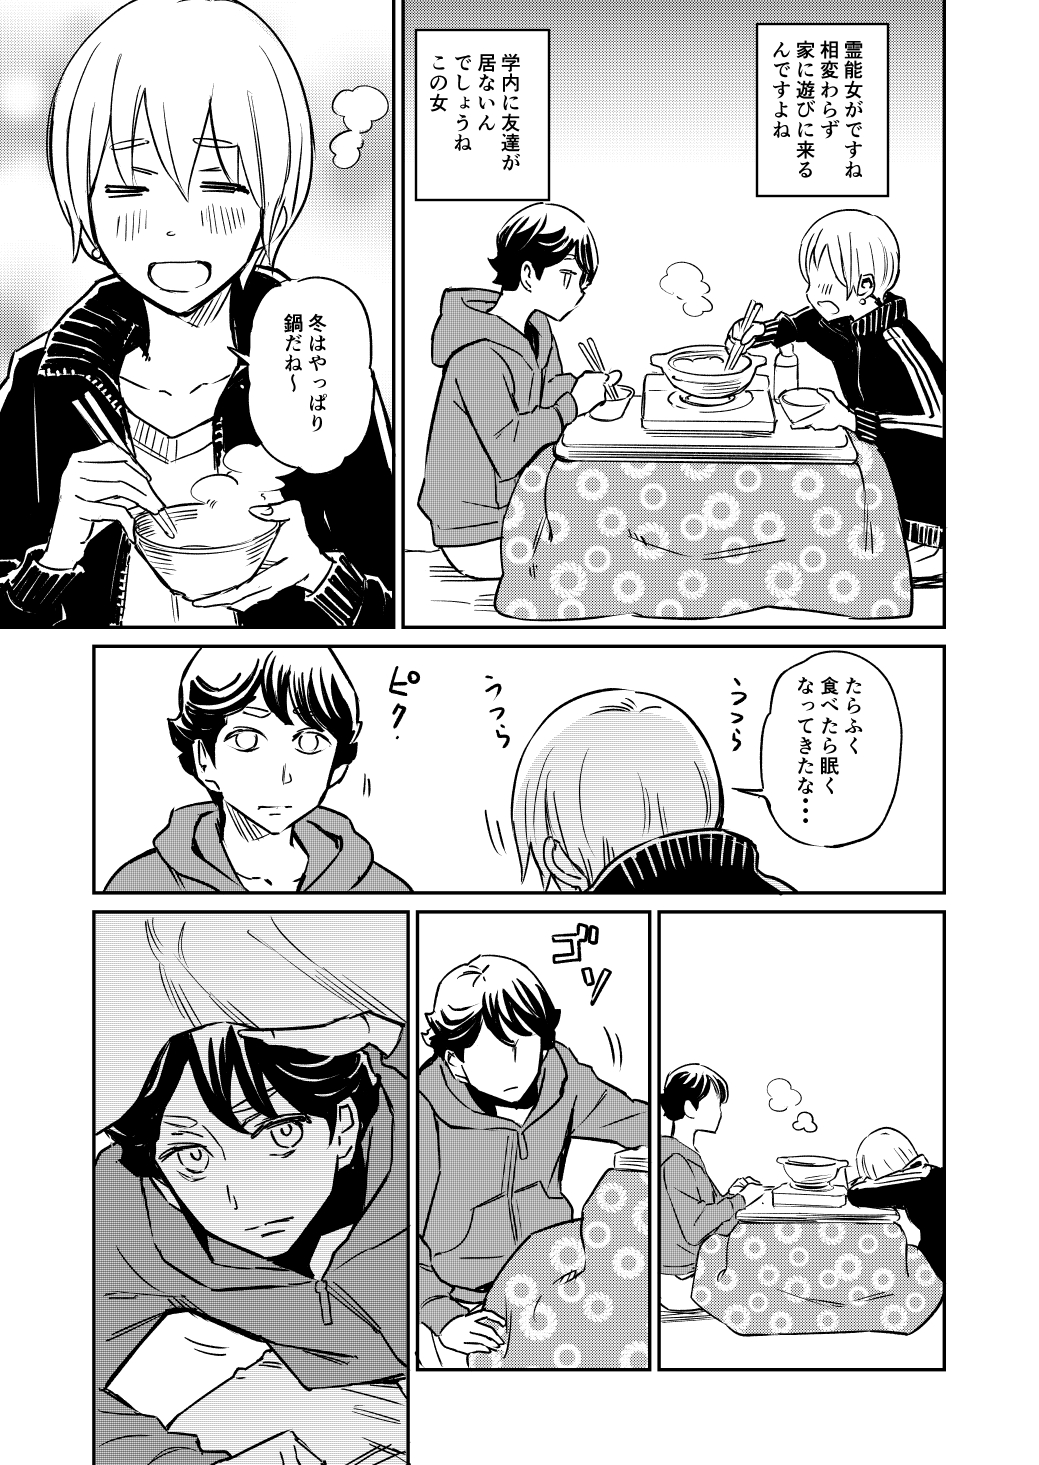 霊能女がですね
相変わらず
家に遊びに来る
んですよね
学内に友達が
居ないん
でしょうね
この女
冬はやっぱり
鍋だね～
たらふく
食べたら眠く
なってきたな…
うつら
うつら
ピク
ゴソ